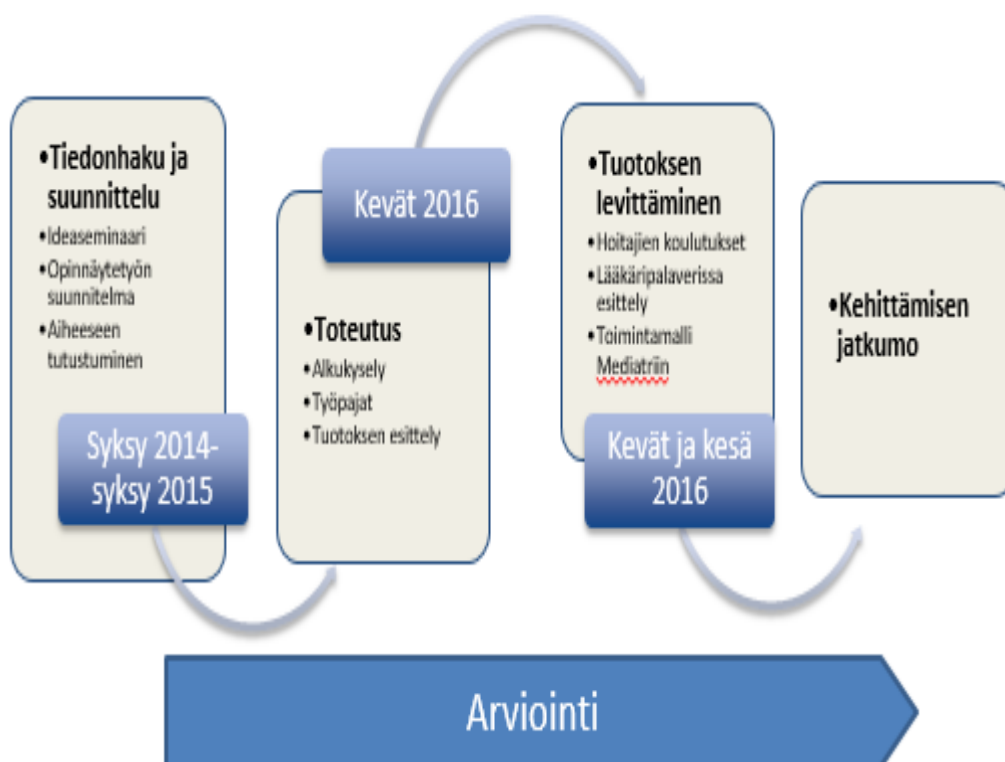 •Tiedonhaku ja
suunnittelu
•Ideaseminaari
•Opinnäytetyön
suunnitelma
•Aiheeseen
tutustuminen
Syksy 2014-
syksy 2015
Kevät 2016
•Toteutus
•Alkukysely
•Työpajat
•Tuotoksen esittely
•Tuotoksen
levittäminen
•Hoitajien koulutukset
•Lääkäripalaverissa
esittely
•Toimintamalli
Mediatriin
Kevät ja kesä
2016
•Kehittämisen
jatkumo
Arviointi